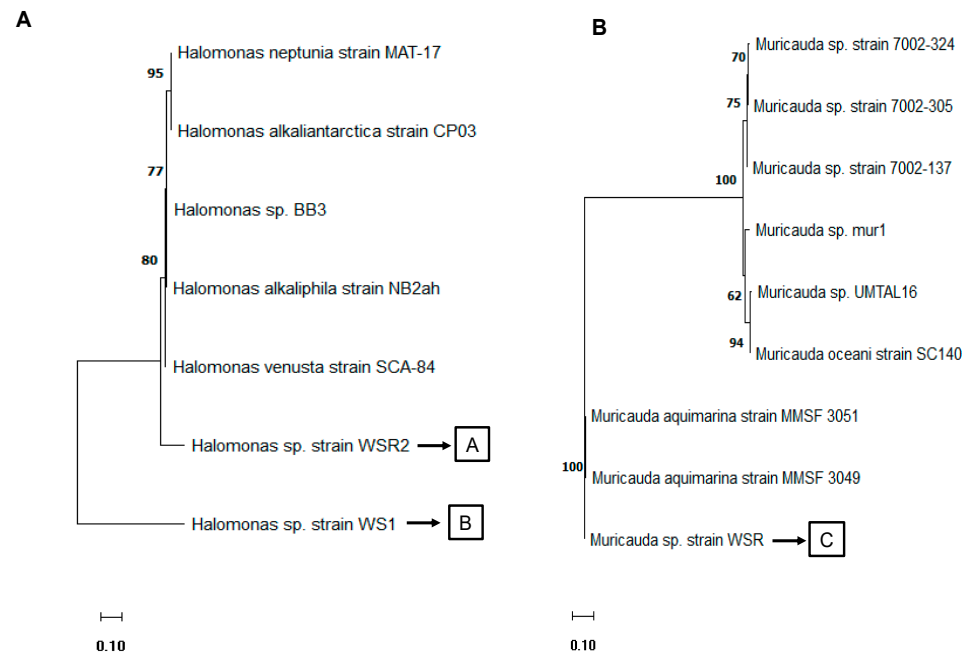 A
Halomonas neptunia strain MAT-17
95
Halomonas alkaliantarctica strain CP03
77
Halomonas sp. BB3
80
Halomonas alkaliphila strain NB2ah
Halomonas venusta strain SCA-84
Halomonas sp. strain WSR2
A
Halomonas sp. strain WS1
B
0.10
B
Muricauda sp. strain 7002-324
70
75
Muricauda sp. strain 7002-305
Muricauda sp. strain 7002-137
100
Muricauda sp. mur1
62
Muricauda sp. UMTAL16
94
Muricauda oceani strain SC140
Muricauda aquimarina strain MMSF 3051
100
Muricauda aquimarina strain MMSF 3049
Muricauda sp. strain WSR
C
0.10